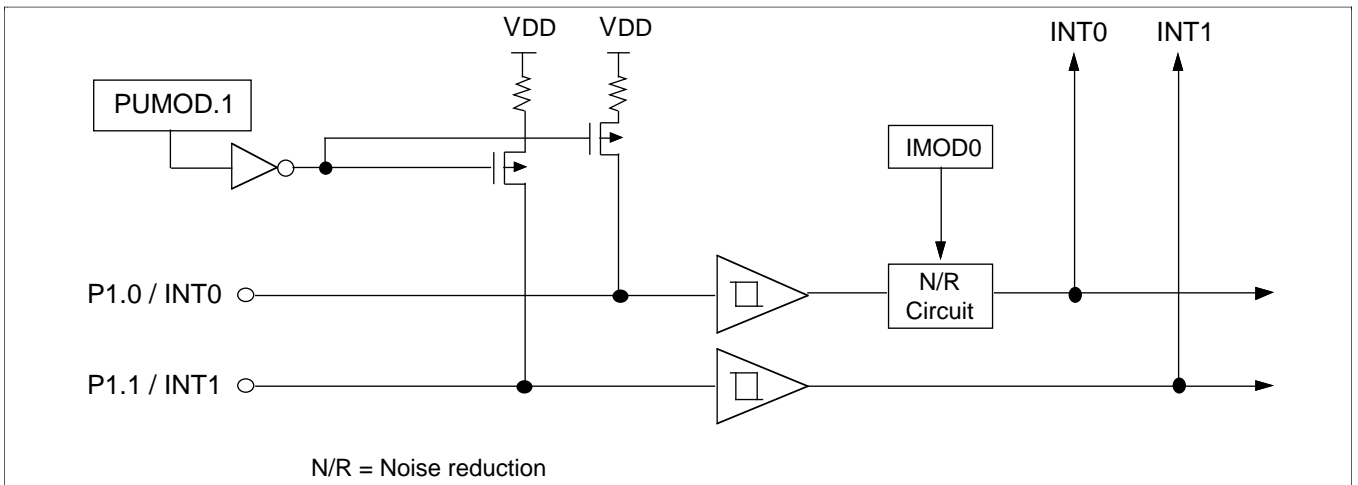 VDD VDD
INT0 INT1
PUMOD.1
IMOD0
P1.0 / INT0
N/R
Circuit
P1.1 / INT1
N/R = Noise reduction